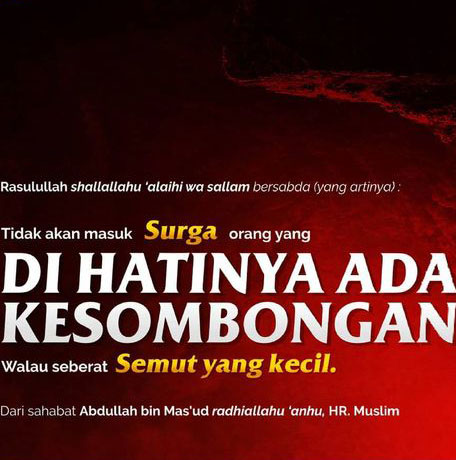 Rasulullah shallallahu ‘alaihi wa sallam bersabda (yang artinya) :
Tidak akan masuk Surga orang yang
DI HATINYA ADA
KESOMBONGAN
Walau seberat Semut yang kecil.
Dari sahabat Abdullah bin Mas'ud radhiallahu ‘anhu, HR. Muslim